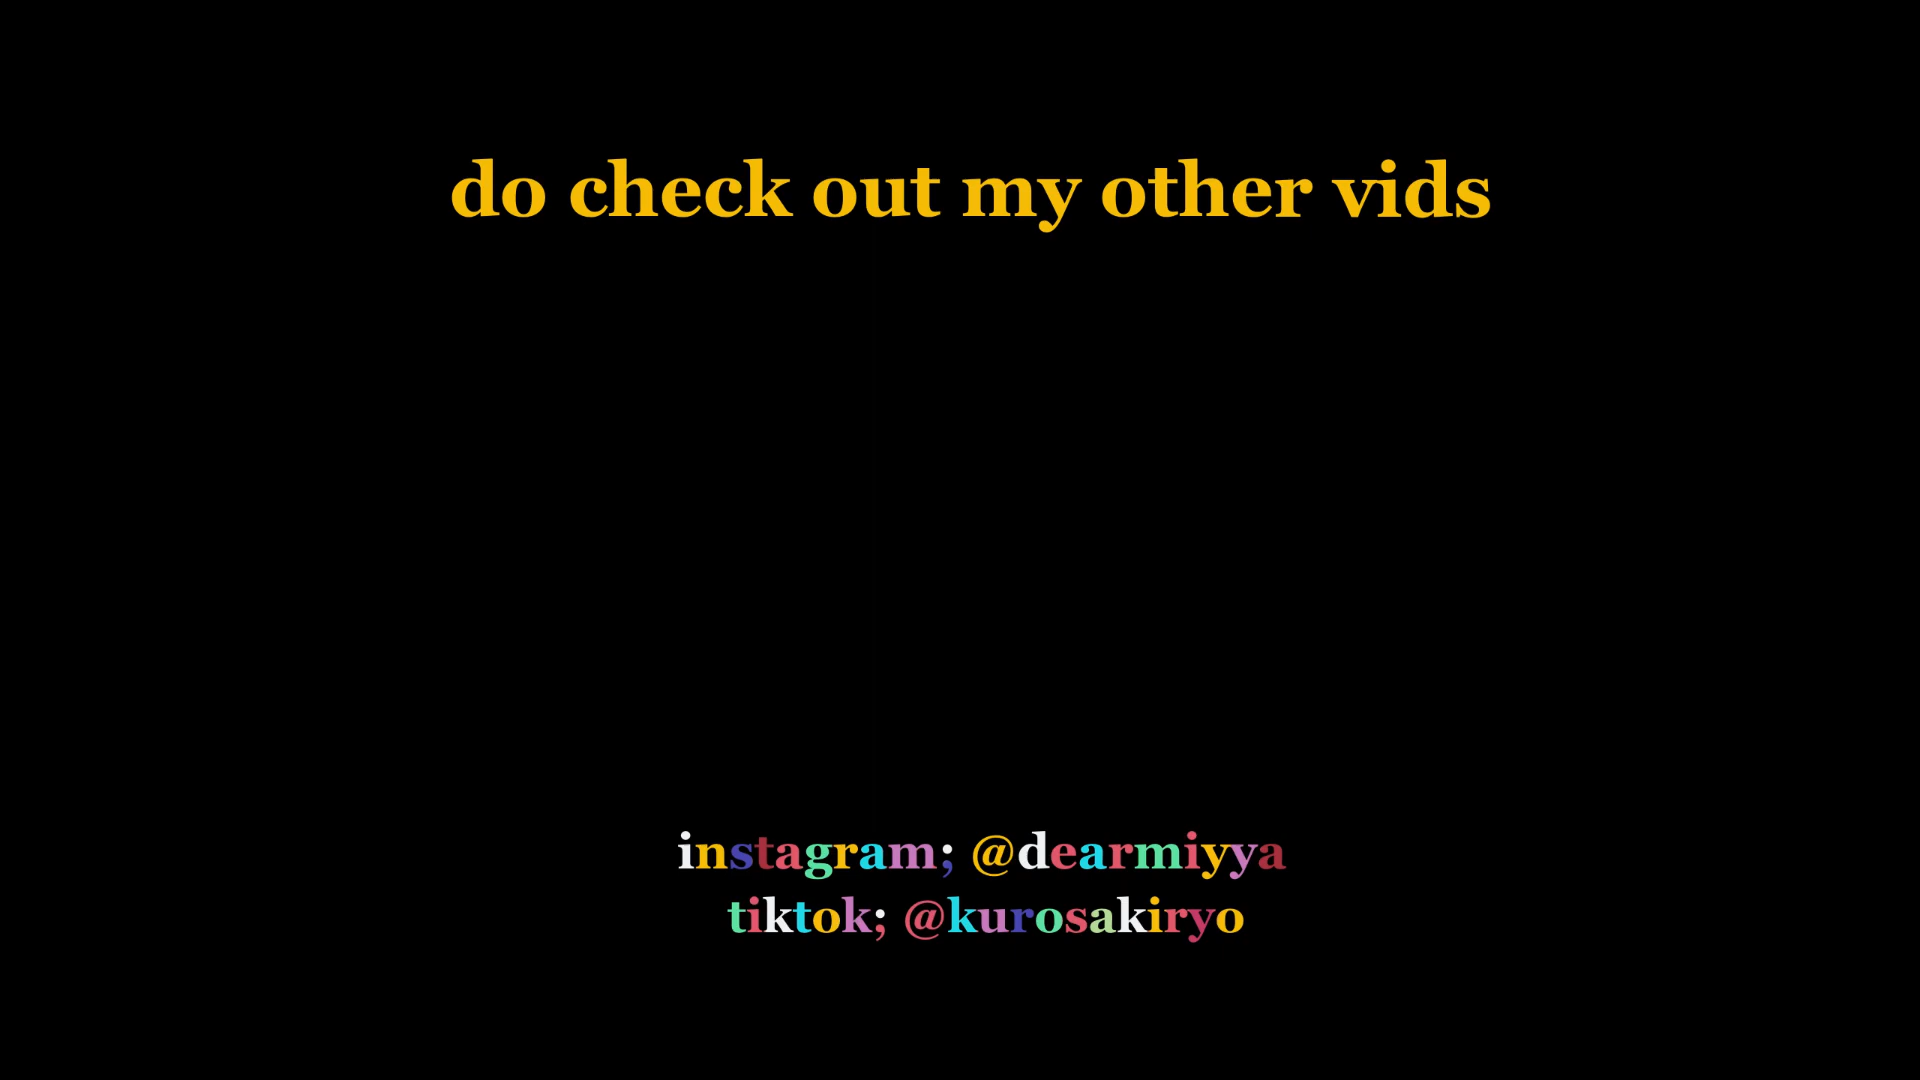 do check out my other vids
instagram; @dearmiyya
tiktok; @kurosakiryo